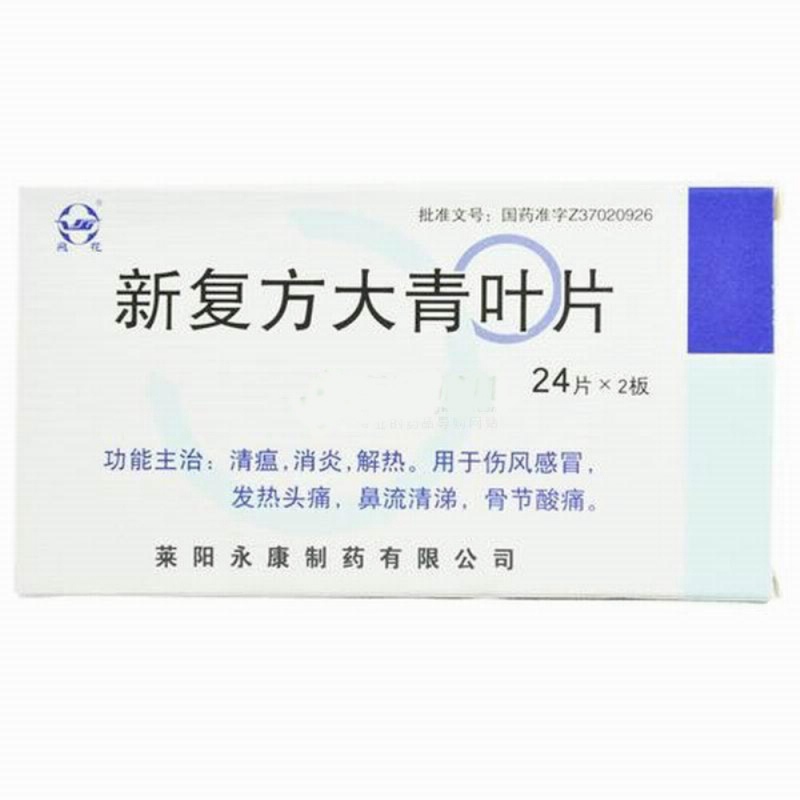 批准文号：国药准字Z37020926
新复方大青叶片
24片×2板
功能主治：清瘟,消炎,解热。用于伤风感冒,
发热头痛，鼻流清涕，骨节酸痛。
莱阳永康制药有限公司